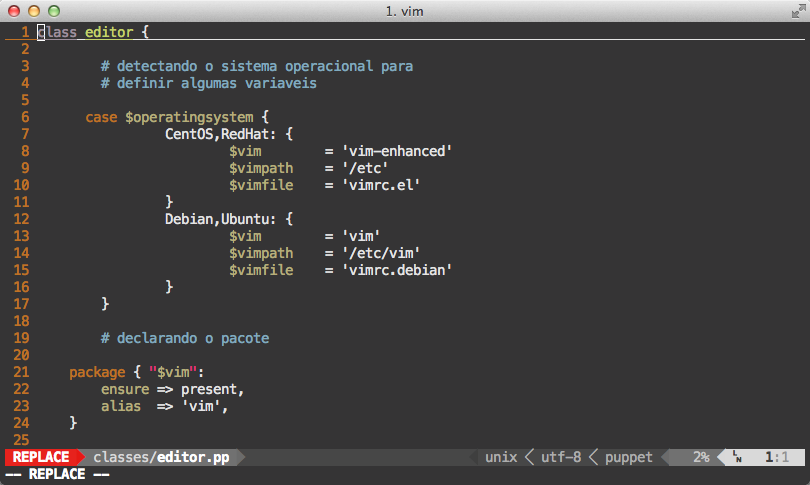 1. vim
1 class editor {
2
3         # detectando o sistema operacional para
4         # definir algumas variaveis
5
6       case $operatingsystem {
7                 CentOS,RedHat: {
8                         $vim        = 'vim-enhanced'
9                         $vimpath    = '/etc'
10                         $vimfile    = 'vimrc.el'
11                 }
12                 Debian,Ubuntu: {
13                         $vim        = 'vim'
14                         $vimpath    = '/etc/vim'
15                         $vimfile    = 'vimrc.debian'
16                 }
17         }
18
19         # declarando o pacote
20
21     package { "$vim":
22         ensure => present,
23         alias  => 'vim',
24     }
25
REPLACE classes/editor.pp unix utf-8 puppet 2% LN 1:1
-- REPLACE --